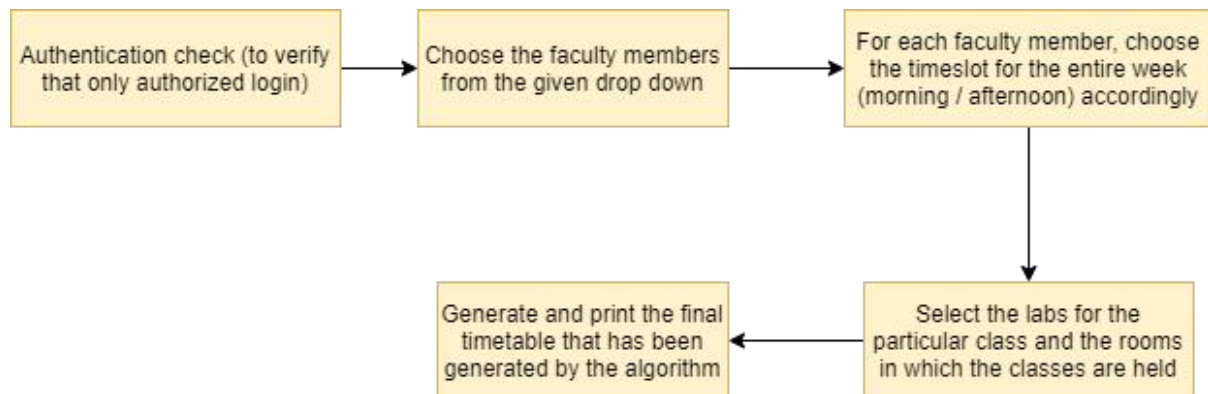 Authentication check (to verify
that only authorized login)
Choose the faculty members
from the given drop down
For each faculty member, choose
the timeslot for the entire week
(morning / afternoon) accordingly
Select the labs for the
particular class and the rooms
in which the classes are held
Generate and print the final
timetable that has been
generated by the algorithm